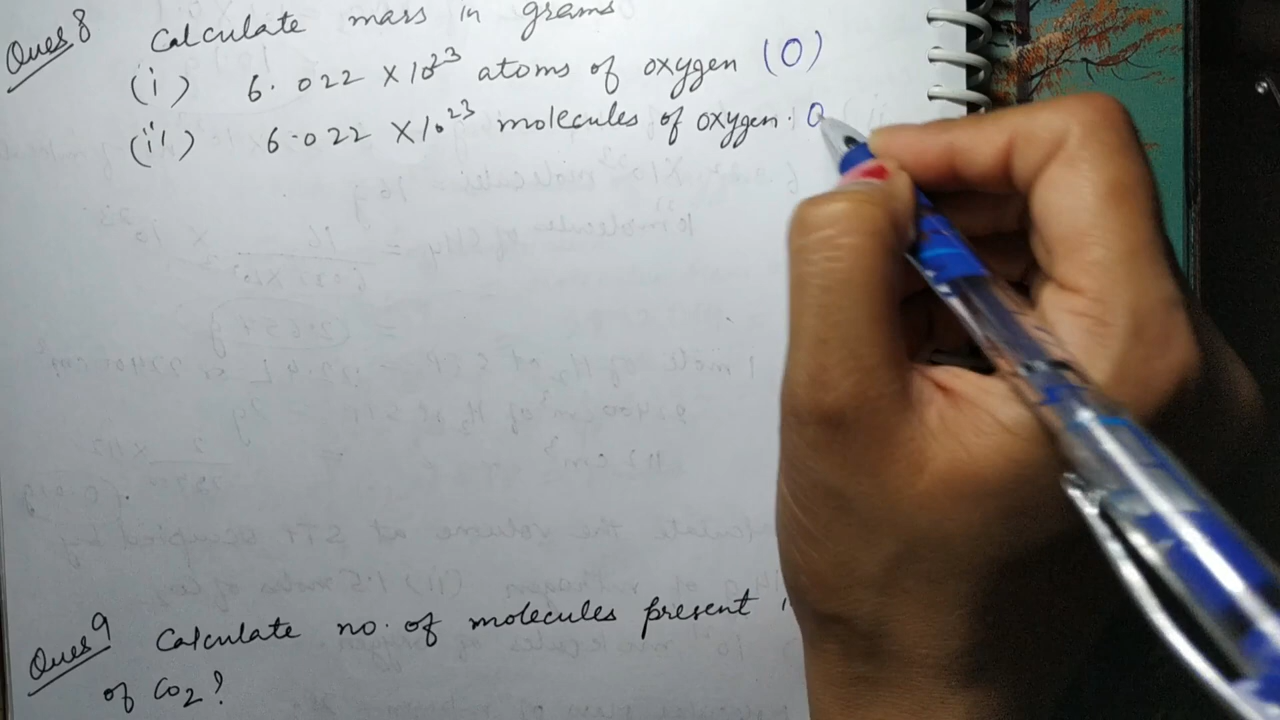 Ques 8 Calculate mass in grams
(i) 6.022 X 10²³ atoms of oxygen (O)
(ii) 6.022 X 10²³ molecules of oxygen. O
Ques 9 Calculate no. of molecules present
of CO₂?